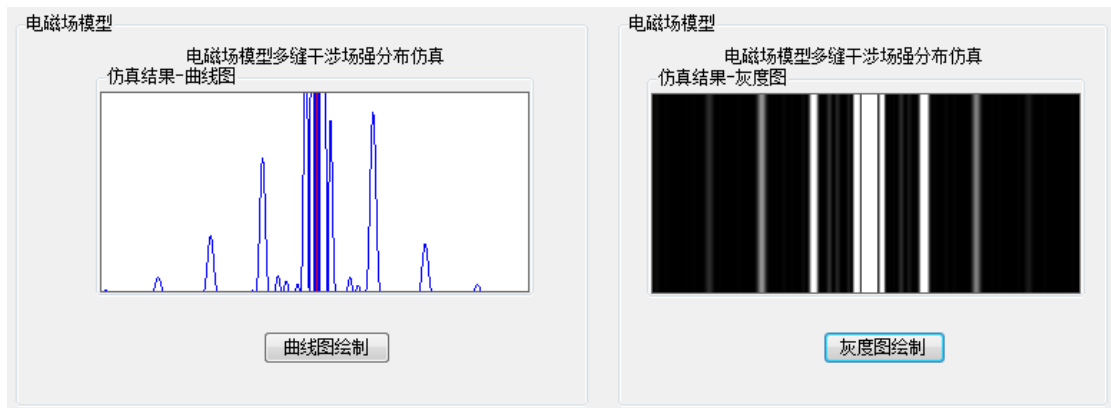 电磁场模型
电磁场模型多缝干涉场强分布仿真
仿真结果-曲线图
曲线图绘制
电磁场模型
电磁场模型多缝干涉场强分布仿真
仿真结果-灰度图
灰度图绘制